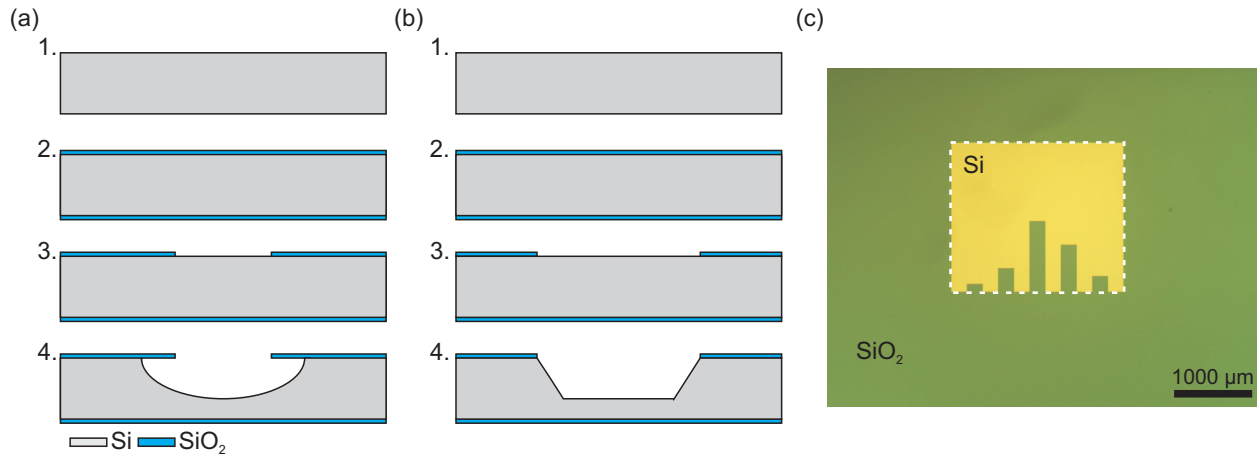 (a)
1.
2.
3.
4.
Si
SiO₂
(b)
1.
2.
3.
4.
(c)
Si
SiO₂
1000 µm